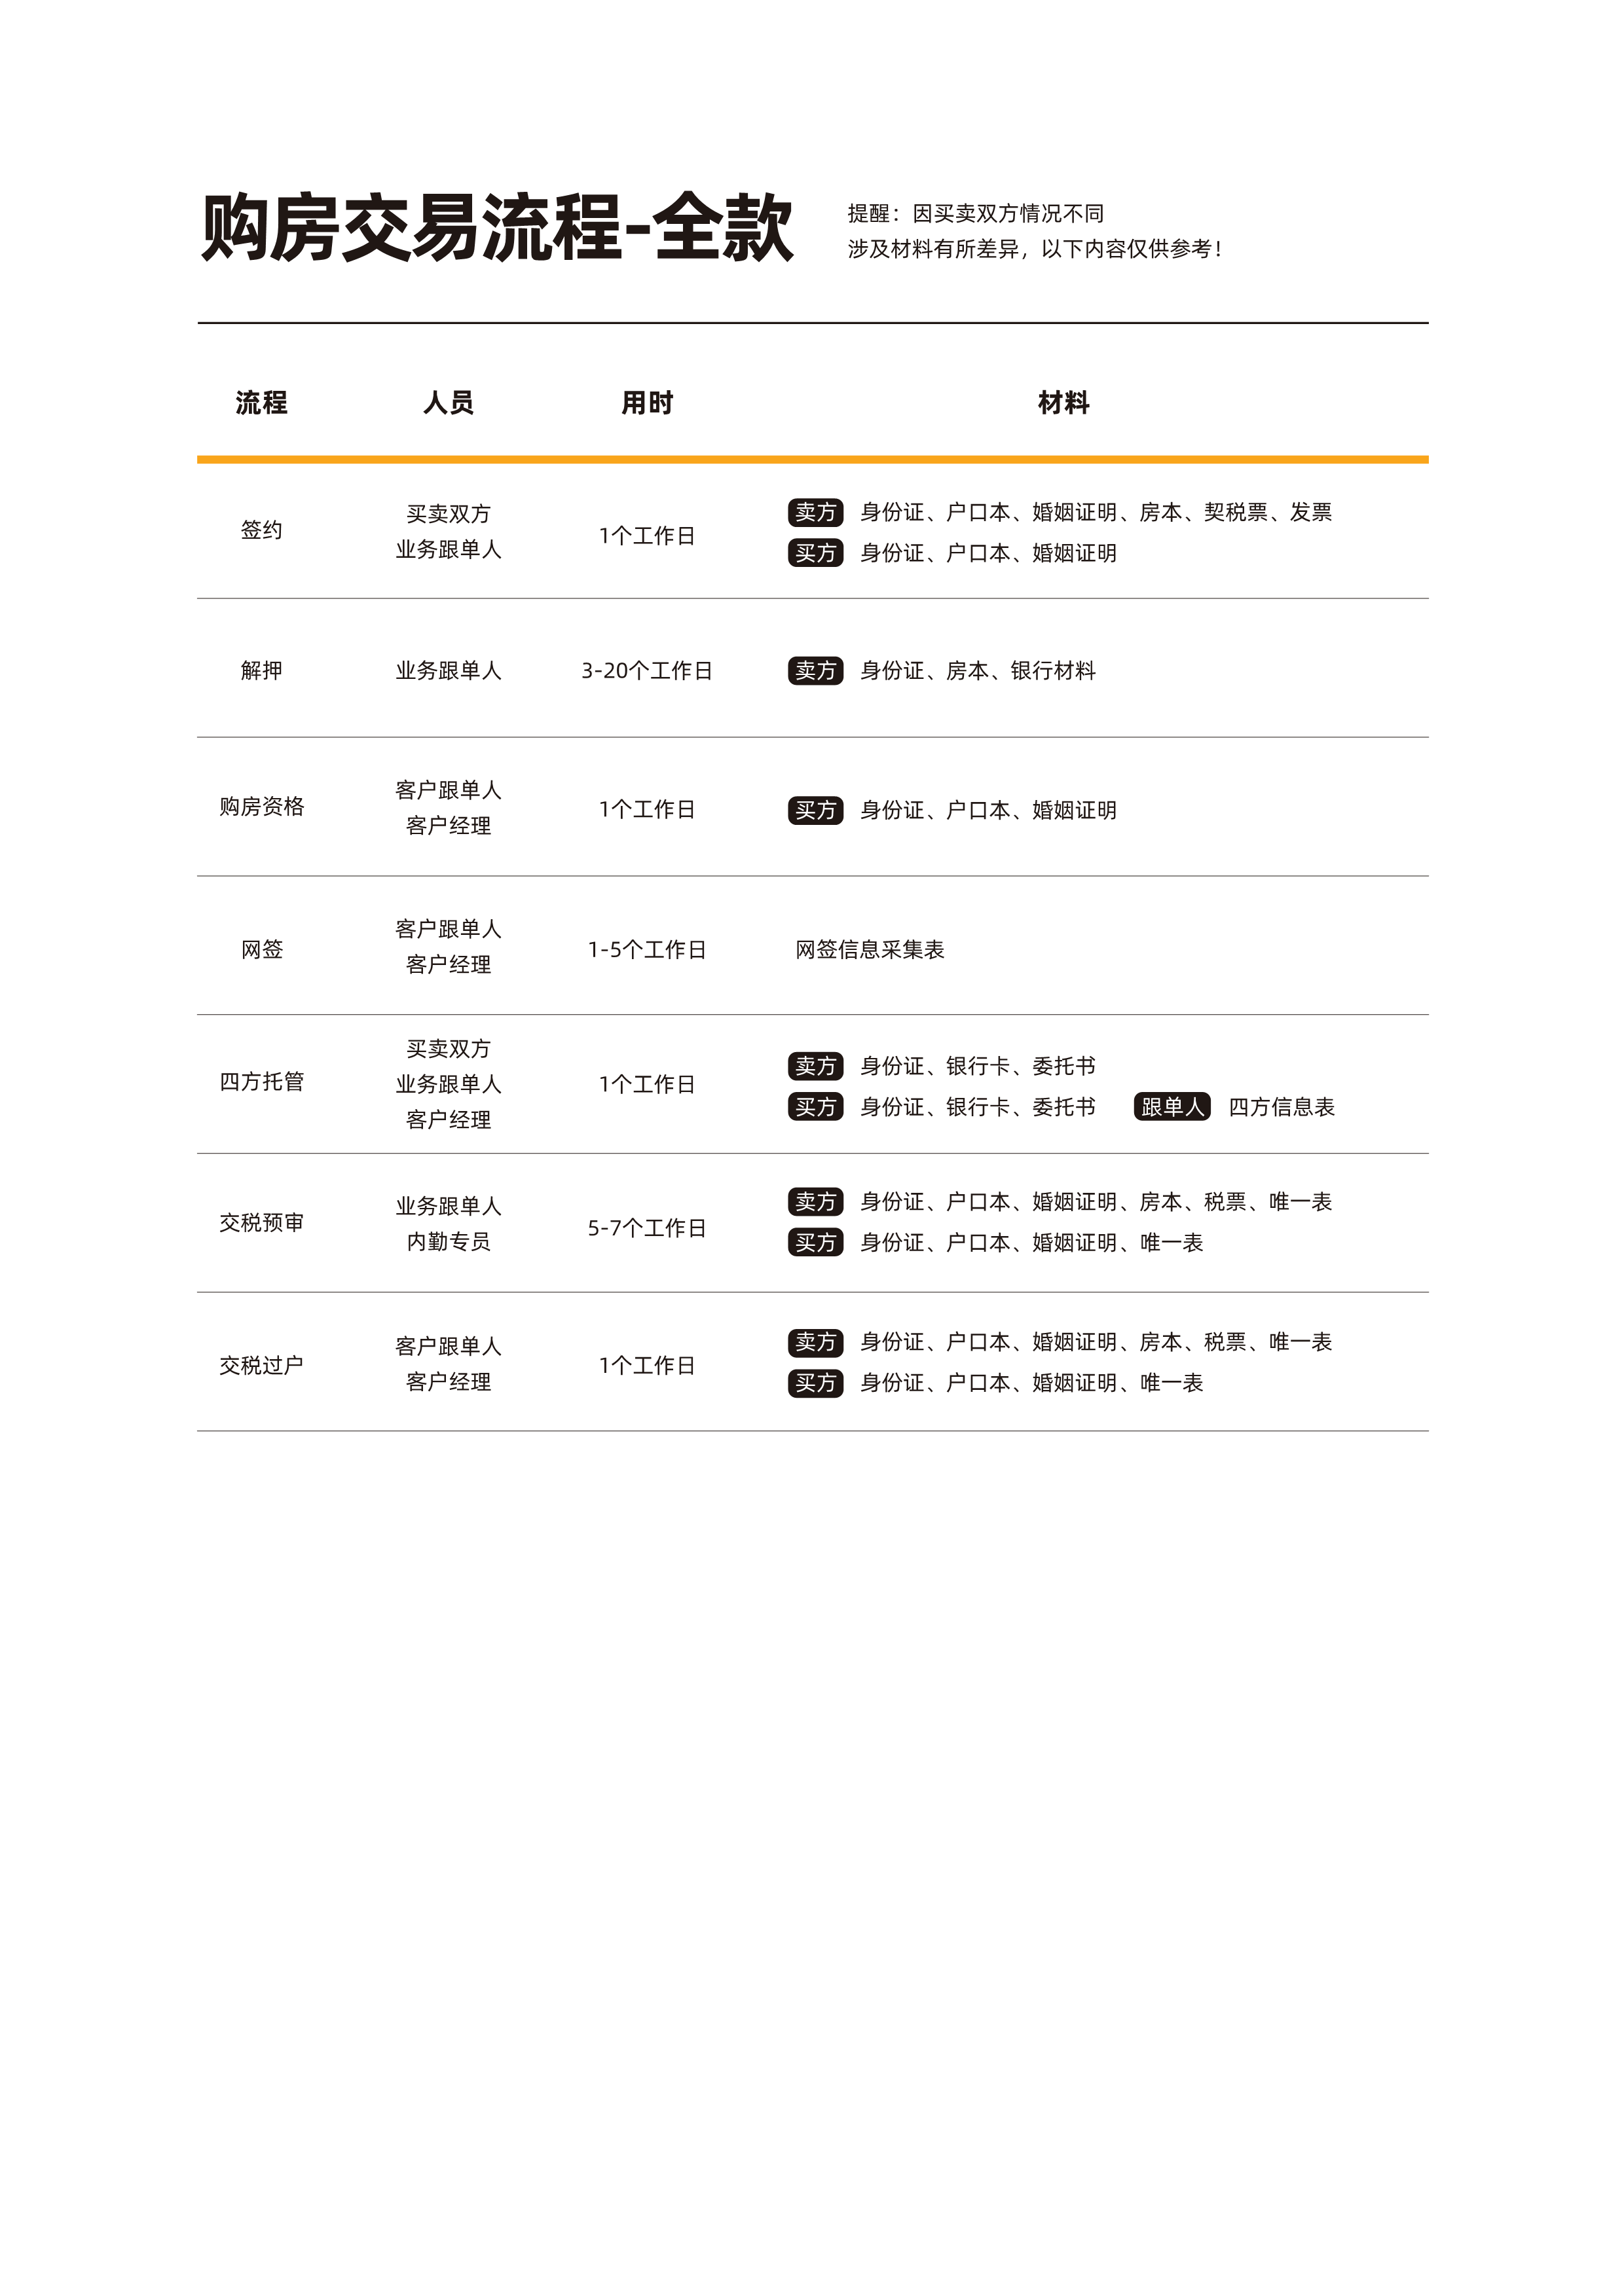 购房交易流程-全款
提醒：因买卖双方情况不同
涉及材料有所差异，以下内容仅供参考！
流程 人员 用时 材料
签约
买卖双方
业务跟单人
1个工作日
卖方 身份证、户口本、婚姻证明、房本、契税票、发票
买方 身份证、户口本、婚姻证明
解押 业务跟单人 3-20个工作日 卖方 身份证、房本、银行材料
购房资格
客户跟单人
客户经理
1个工作日
买方 身份证、户口本、婚姻证明
网签
客户跟单人
客户经理
1-5个工作日
网签信息采集表
四方托管
买卖双方
业务跟单人
客户经理
1个工作日
卖方 身份证、银行卡、委托书
买方 身份证、银行卡、委托书 跟单人 四方信息表
交税预审
业务跟单人
内勤专员
5-7个工作日
卖方 身份证、户口本、婚姻证明、房本、税票、唯一表
买方 身份证、户口本、婚姻证明、唯一表
交税过户
客户跟单人
客户经理
1个工作日
卖方 身份证、户口本、婚姻证明、房本、税票、唯一表
买方 身份证、户口本、婚姻证明、唯一表